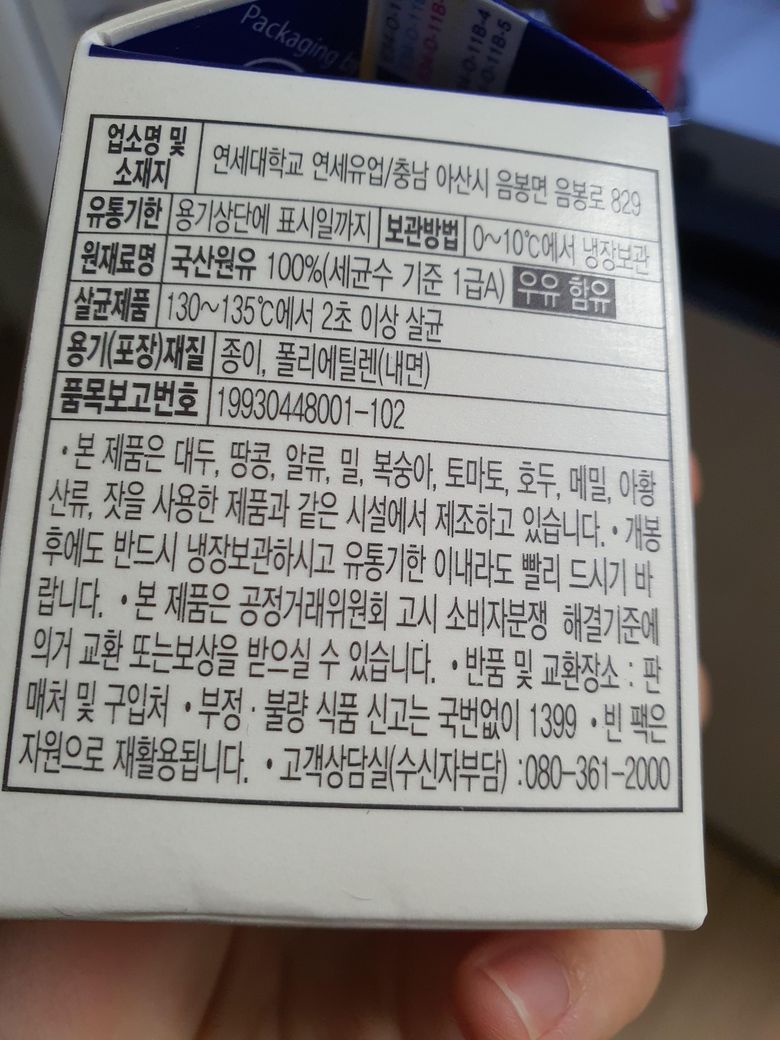 Packaging b
118-4
0-118-5
업소명 및 소재지 연세대학교 연세유업/충남 아산시 음봉면 음봉로 829
유통기한 용기상단에 표시일까지 보관방법 0~10℃에서 냉장보관
원재료명 국산원유 100%(세균수 기준 1급A) 우유 함유
살균제품 130~135℃에서 2초 이상 살균
용기(포장)재질 종이, 폴리에틸렌(내면)
품목보고번호 19930448001-102
•본 제품은 대두, 땅콩, 알류, 밀, 복숭아, 토마토, 호두, 메밀, 아황
산류, 잣을 사용한 제품과 같은 시설에서 제조하고 있습니다. •개봉
후에도 반드시 냉장보관하시고 유통기한 이내라도 빨리 드시기 바
랍니다. •본 제품은 공정거래위원회 고시 소비자분쟁 해결기준에
의거 교환 또는보상을 받으실 수 있습니다. •반품 및 교환장소 : 판
매처 및 구입처 •부정·불량 식품 신고는 국번없이 1399 •빈 팩은
자원으로 재활용됩니다. •고객상담실(수신자부담) :080-361-2000